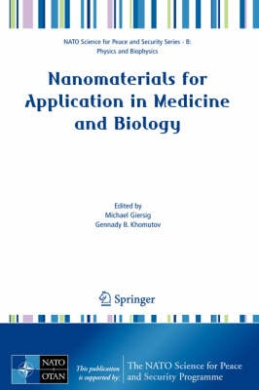 NATO Science for Peace and Security Series - B:
Physics and Biophysics
Nanomaterials for
Application in Medicine
and Biology
Edited by
Michael Giersig
Gennady B. Khomutov
Springer
NATO
OTAN
This publication
is supported by:
The NATO Science for Peace
and Security Programme